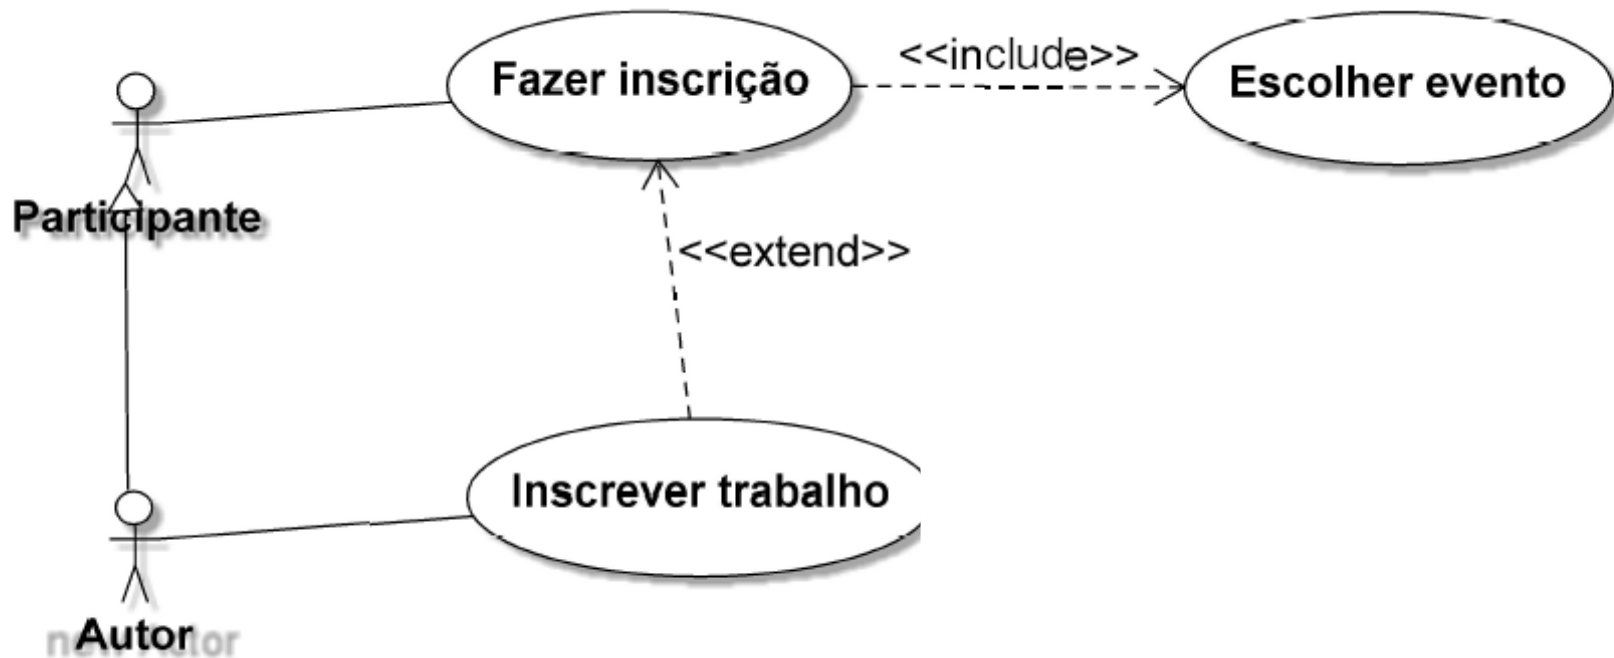 Fazer inscrição
<<include>>
Escolher evento
Participante
<<extend>>
Inscrever trabalho
Autor